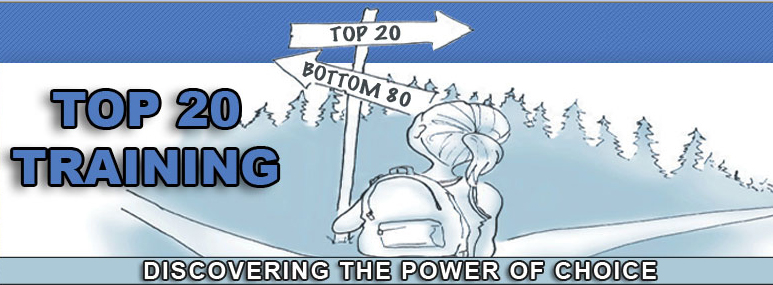 TOP 20
BOTTOM 80
TOP 20
TRAINING
DISCOVERING THE POWER OF CHOICE